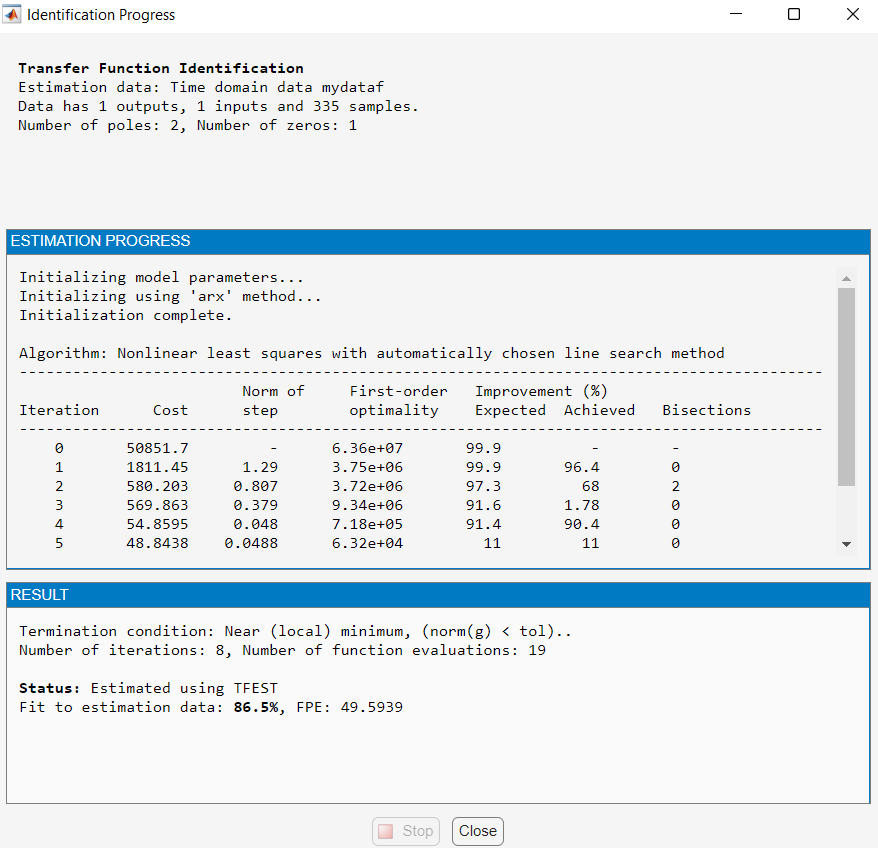 Identification Progress
Transfer Function Identification
Estimation data: Time domain data mydataf
Data has 1 outputs, 1 inputs and 335 samples.
Number of poles: 2, Number of zeros: 1
ESTIMATION PROGRESS
Initializing model parameters...
Initializing using 'arx' method...
Initialization complete.
Algorithm: Nonlinear least squares with automatically chosen line search method
------------------------------------------------------------------------------------------
Norm of First-order Improvement (%)
Iteration Cost step optimality Expected Achieved Bisections
------------------------------------------------------------------------------------------
0 50851.7 - 6.36e+07 99.9 - -
1 1811.45 1.29 3.75e+06 99.9 96.4 0
2 580.203 0.807 3.72e+06 97.3 68 2
3 569.863 0.379 9.34e+06 91.6 1.78 0
4 54.8595 0.048 7.18e+05 91.4 90.4 0
5 48.8438 0.0488 6.32e+04 11 11 0
RESULT
Termination condition: Near (local) minimum, (norm(g) < tol)..
Number of iterations: 8, Number of function evaluations: 19
Status: Estimated using TFEST
Fit to estimation data: 86.5%, FPE: 49.5939
Stop Close